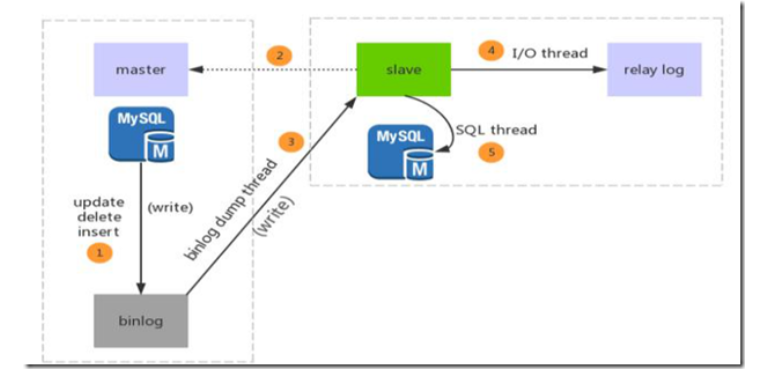 master
2
slave
4
I/O thread
relay log
MySQL
M
3
MySQL
M
SQL thread
5
update
delete
insert
(write)
1
binlog dump thread
(write)
binlog